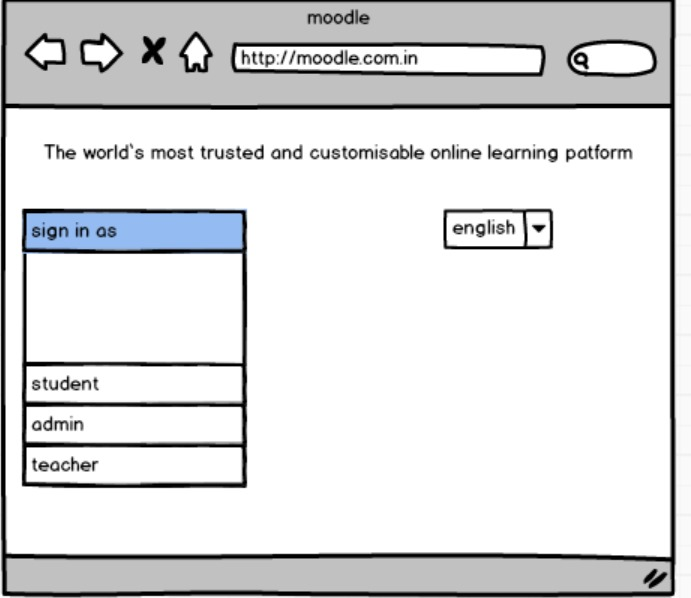 moodle
http://moodle.com.in
The world`s most trusted and customisable online learning patform
sign in as
english
student
admin
teacher